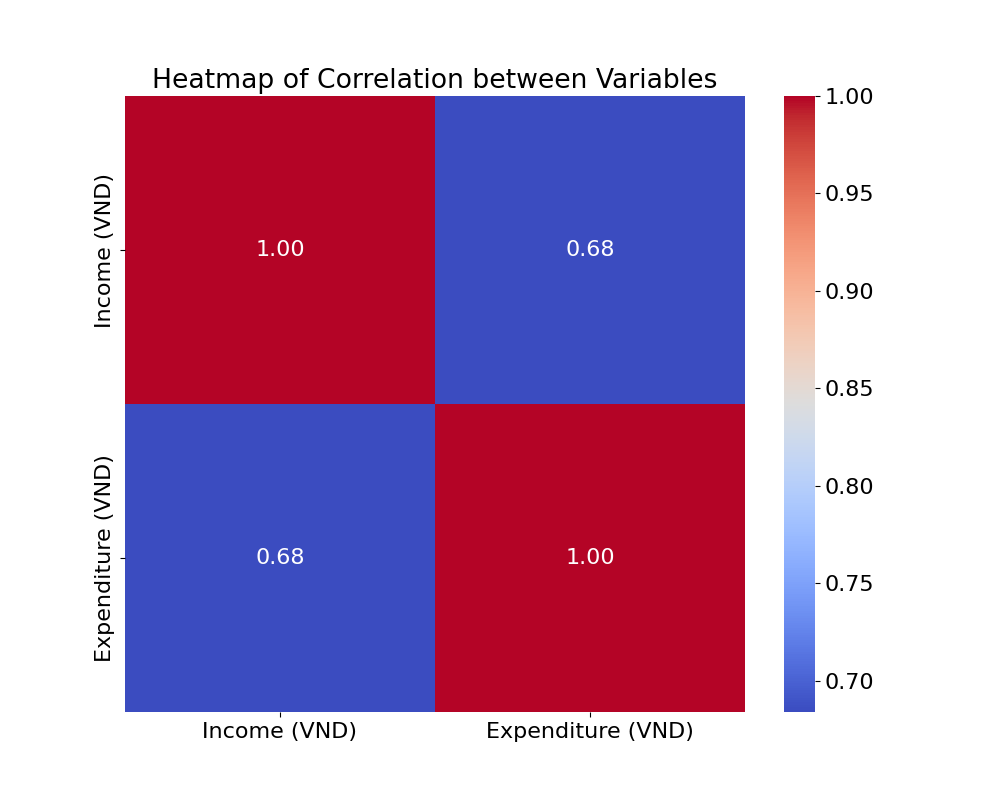 Heatmap of Correlation between Variables
Income (VND)
Expenditure (VND)
1.00
0.68
0.68
1.00
Income (VND)
Expenditure (VND)
1.00
0.95
0.90
0.85
0.80
0.75
0.70